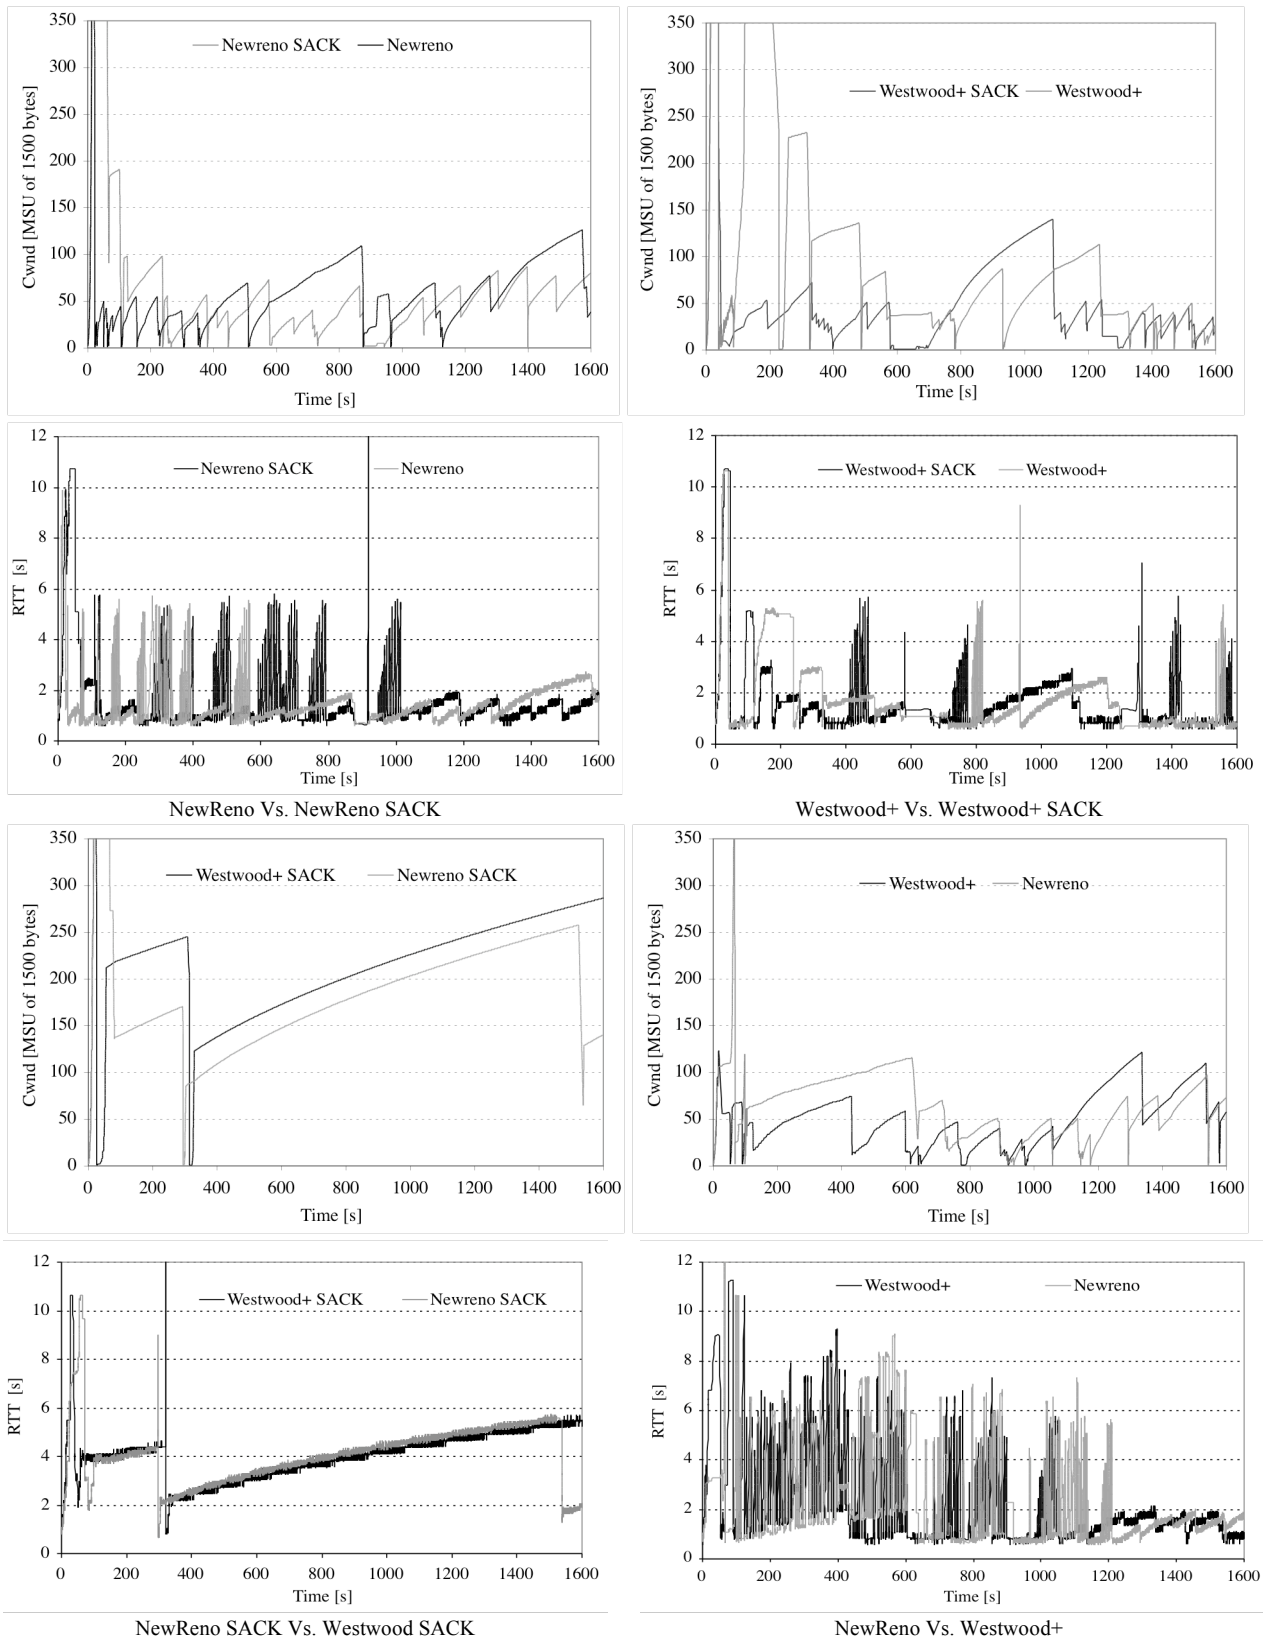 350
300
250
200
150
100
50
0
Cwnd [MSU of 1500 bytes]
Newreno SACK Newreno
0 200 400 600 800 1000 1200 1400 1600
Time [s]
350
300
250
200
150
100
50
0
Cwnd [MSU of 1500 bytes]
Westwood+ SACK Westwood+
0 200 400 600 800 1000 1200 1400 1600
Time [s]
12
10
8
6
4
2
0
RTT [s]
Newreno SACK Newreno
0 200 400 600 800 1000 1200 1400 1600
Time [s]
12
10
8
6
4
2
0
RTT [s]
Westwood+ SACK Westwood+
0 200 400 600 800 1000 1200 1400 1600
Time [s]
NewReno Vs. NewReno SACK
Westwood+ Vs. Westwood+ SACK
350
300
250
200
150
100
50
0
Cwnd [MSU of 1500 bytes]
Westwood+ SACK Newreno SACK
0 200 400 600 800 1000 1200 1400 1600
Time [s]
350
300
250
200
150
100
50
0
Cwnd [MSU of 1500 bytes]
Westwood+ Newreno
0 200 400 600 800 1000 1200 1400 1600
Time [s]
12
10
8
6
4
2
0
RTT [s]
Westwood+ SACK Newreno SACK
0 200 400 600 800 1000 1200 1400 1600
Time [s]
12
10
8
6
4
2
0
RTT [s]
Westwood+ Newreno
0 200 400 600 800 1000 1200 1400 1600
Time [s]
NewReno SACK Vs. Westwood SACK
NewReno Vs. Westwood+